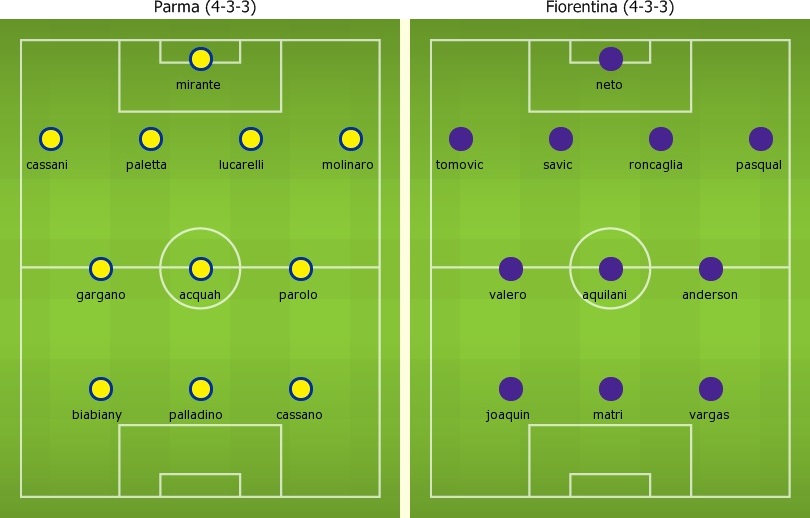 Parma (4-3-3)
mirante
cassani paletta lucarelli molinaro
gargano acquah parolo
biabiany palladino cassano
Fiorentina (4-3-3)
neto
tomovic savic roncaglia pasqual
valero aquilani anderson
joaquin matri vargas